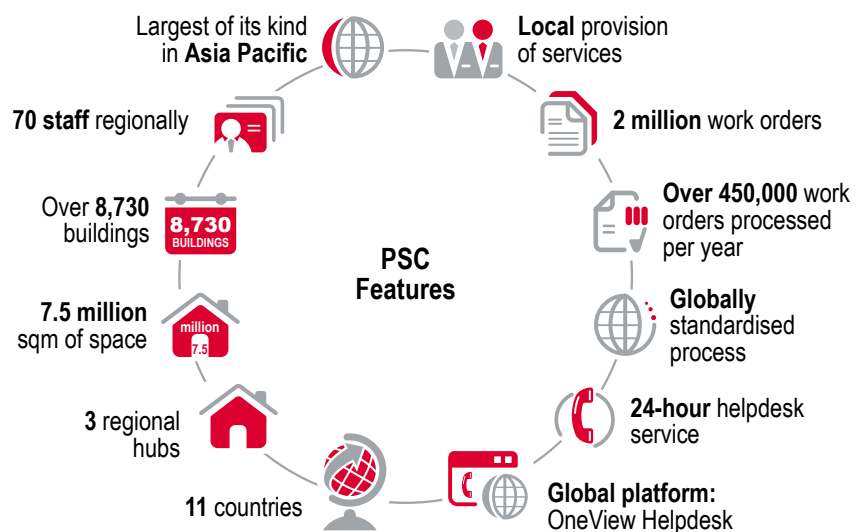 Largest of its kind
in Asia Pacific
Local provision
of services
70 staff regionally
2 million work orders
Over 8,730
buildings
8,730
BUILDINGS
Over 450,000 work
orders processed
per year
PSC
Features
7.5 million
sqm of space
million
7.5
Globally
standardised
process
3 regional
hubs
24-hour helpdesk
service
11 countries
Global platform:
OneView Helpdesk